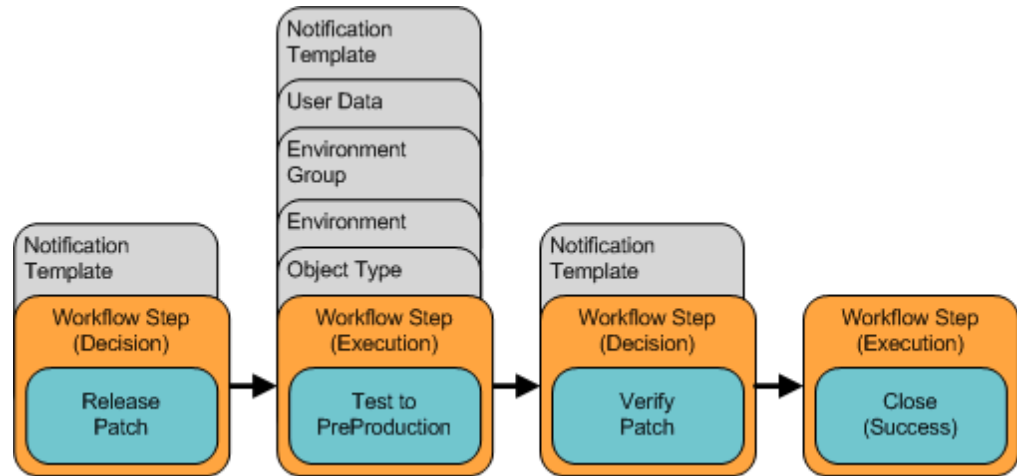 Notification
Template
User Data
Environment
Group
Environment
Object Type
Notification
Template
Workflow Step
(Decision)
Release
Patch
Workflow Step
(Execution)
Test to
PreProduction
Notification
Template
Workflow Step
(Decision)
Verify
Patch
Workflow Step
(Execution)
Close
(Success)